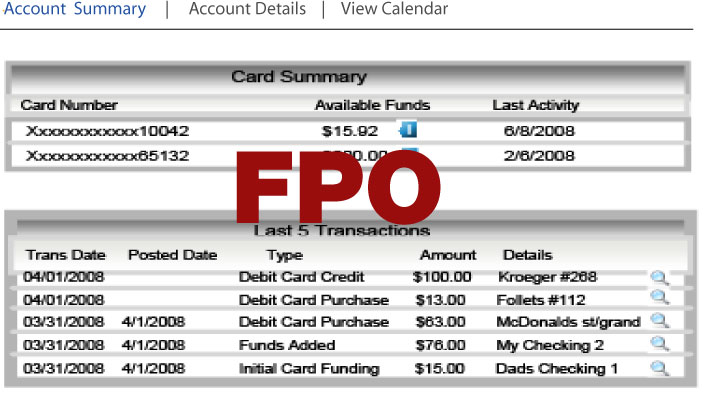 Account Summary | Account Details | View Calendar
Card Summary
Card Number Available Funds Last Activity
Xxxxxxxxxxxx10042 $15.92 6/8/2008
Xxxxxxxxxxxx65132 2/6/2008
FPO
Last 5 Transactions
Trans Date Posted Date Type Amount Details
04/01/2008 Debit Card Credit $100.00 Kroeger #268
04/01/2008 Debit Card Purchase $13.00 Follets #112
03/31/2008 4/1/2008 Debit Card Purchase $63.00 McDonalds st/grand
03/31/2008 4/1/2008 Funds Added $76.00 My Checking 2
03/31/2008 4/1/2008 Initial Card Funding $15.00 Dads Checking 1